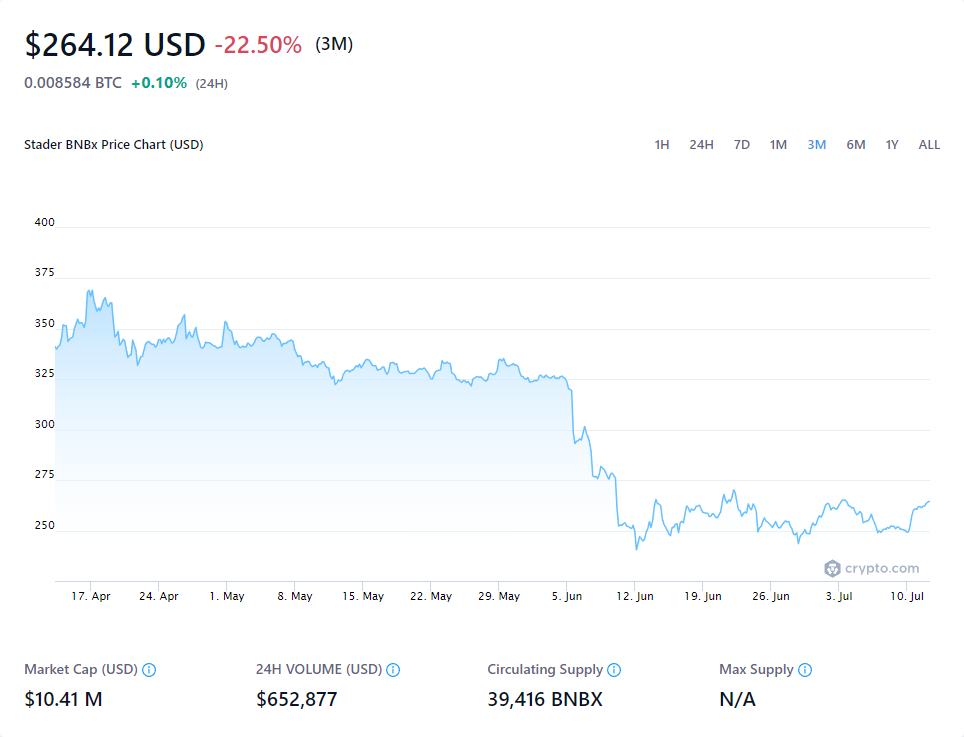 $264.12 USD -22.50% (3M)
0.008584 BTC +0.10% (24H)
Stader BNBx Price Chart (USD) 1H 24H 7D 1M 3M 6M 1Y ALL
400
375
350
325
300
275
250
crypto.com
17. Apr 24. Apr 1. May 8. May 15. May 22. May 29. May 5. Jun 12. Jun 19. Jun 26. Jun 3. Jul 10. Jul
Market Cap (USD) 24H VOLUME (USD) Circulating Supply Max Supply
$10.41 M $652,877 39,416 BNBX N/A